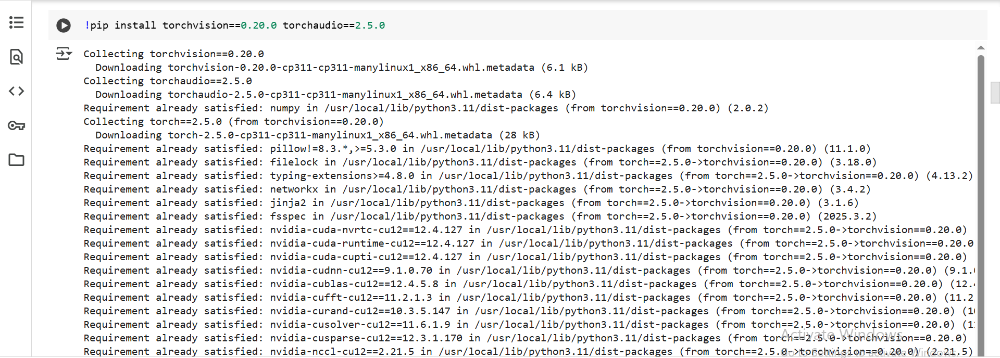 !pip install torchvision==0.20.0 torchaudio==2.5.0
Collecting torchvision==0.20.0
Downloading torchvision-0.20.0-cp311-cp311-manylinux1_x86_64.whl.metadata (6.1 kB)
Collecting torchaudio==2.5.0
Downloading torchaudio-2.5.0-cp311-cp311-manylinux1_x86_64.whl.metadata (6.4 kB)
Requirement already satisfied: numpy in /usr/local/lib/python3.11/dist-packages (from torchvision==0.20.0) (2.0.2)
Collecting torch==2.5.0 (from torchvision==0.20.0)
Downloading torch-2.5.0-cp311-cp311-manylinux1_x86_64.whl.metadata (28 kB)
Requirement already satisfied: pillow!=8.3.*,>=5.3.0 in /usr/local/lib/python3.11/dist-packages (from torchvision==0.20.0) (11.1.0)
Requirement already satisfied: filelock in /usr/local/lib/python3.11/dist-packages (from torch==2.5.0->torchvision==0.20.0) (3.18.0)
Requirement already satisfied: typing-extensions>=4.8.0 in /usr/local/lib/python3.11/dist-packages (from torch==2.5.0->torchvision==0.20.0) (4.13.2)
Requirement already satisfied: networkx in /usr/local/lib/python3.11/dist-packages (from torch==2.5.0->torchvision==0.20.0) (3.4.2)
Requirement already satisfied: jinja2 in /usr/local/lib/python3.11/dist-packages (from torch==2.5.0->torchvision==0.20.0) (3.1.6)
Requirement already satisfied: fsspec in /usr/local/lib/python3.11/dist-packages (from torch==2.5.0->torchvision==0.20.0) (2025.3.2)
Requirement already satisfied: nvidia-cuda-nvrtc-cu12==12.4.127 in /usr/local/lib/python3.11/dist-packages (from torch==2.5.0->torchvision==0.20.0)
Requirement already satisfied: nvidia-cuda-runtime-cu12==12.4.127 in /usr/local/lib/python3.11/dist-packages (from torch==2.5.0->torchvision==0.20.0
Requirement already satisfied: nvidia-cuda-cupti-cu12==12.4.127 in /usr/local/lib/python3.11/dist-packages (from torch==2.5.0->torchvision==0.20.0)
Requirement already satisfied: nvidia-cudnn-cu12==9.1.0.70 in /usr/local/lib/python3.11/dist-packages (from torch==2.5.0->torchvision==0.20.0) (9.1.
Requirement already satisfied: nvidia-cublas-cu12==12.4.5.8 in /usr/local/lib/python3.11/dist-packages (from torch==2.5.0->torchvision==0.20.0) (12.
Requirement already satisfied: nvidia-cufft-cu12==11.2.1.3 in /usr/local/lib/python3.11/dist-packages (from torch==2.5.0->torchvision==0.20.0) (11.2
Requirement already satisfied: nvidia-curand-cu12==10.3.5.147 in /usr/local/lib/python3.11/dist-packages (from torch==2.5.0->torchvision==0.20.0) (1
Requirement already satisfied: nvidia-cusolver-cu12==11.6.1.9 in /usr/local/lib/python3.11/dist-packages (from torch==2.5.0->torchvision==0.20.0) (1
Requirement already satisfied: nvidia-cusparse-cu12==12.3.1.170 in /usr/local/lib/python3.11/dist-packages (from torch==2.5.0->torchvision==0.20.0)
Requirement already satisfied: nvidia-nccl-cu12==2.21.5 in /usr/local/lib/python3.11/dist-packages (from torch==2.5.0->torchvision==0.20.0) (2.21.5)
Activate Windows
Go to Settings to activate Windows.